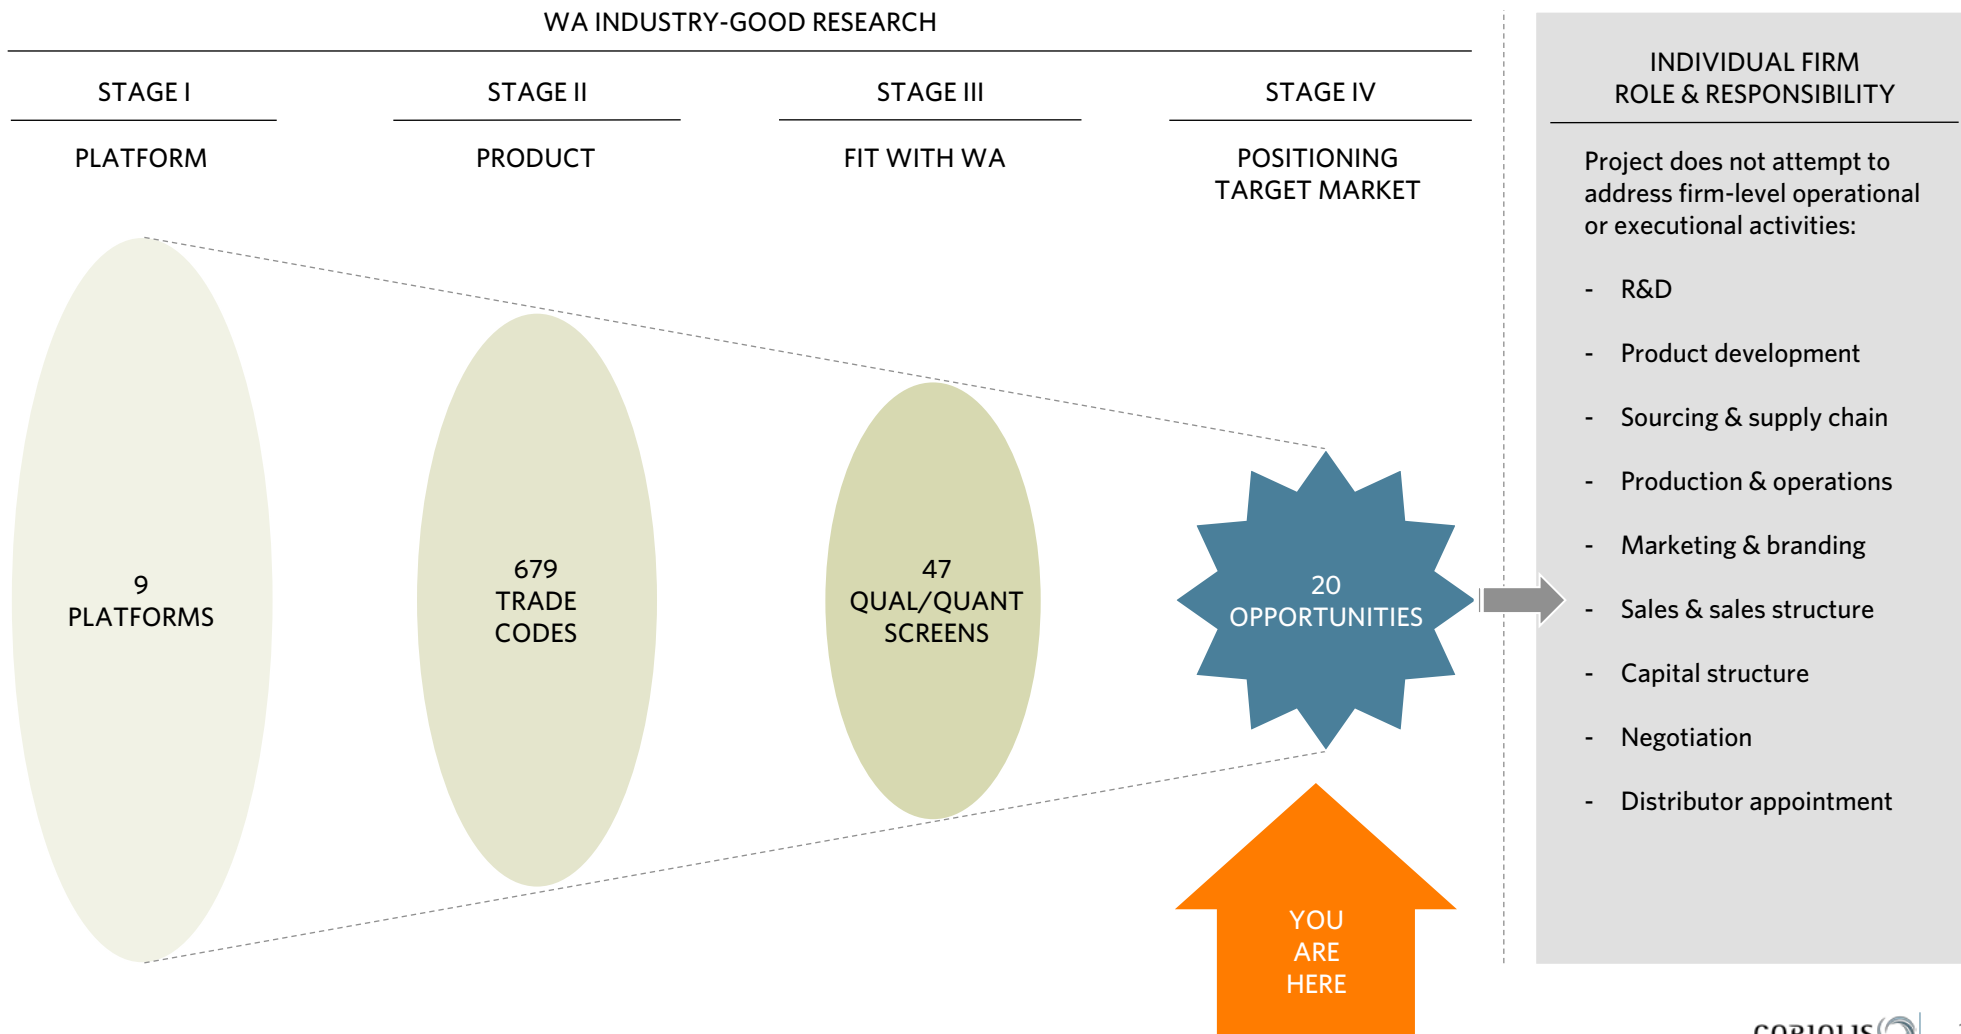 WA INDUSTRY-GOOD RESEARCH
STAGE I
PLATFORM
STAGE II
PRODUCT
STAGE III
FIT WITH WA
STAGE IV
POSITIONING
TARGET MARKET
9
PLATFORMS
679
TRADE
CODES
47
QUAL/QUANT
SCREENS
20
OPPORTUNITIES
YOU
ARE
HERE
INDIVIDUAL FIRM
ROLE & RESPONSIBILITY
Project does not attempt to
address firm-level operational
or executional activities:
- R&D
- Product development
- Sourcing & supply chain
- Production & operations
- Marketing & branding
- Sales & sales structure
- Capital structure
- Negotiation
- Distributor appointment
CORIOLIS